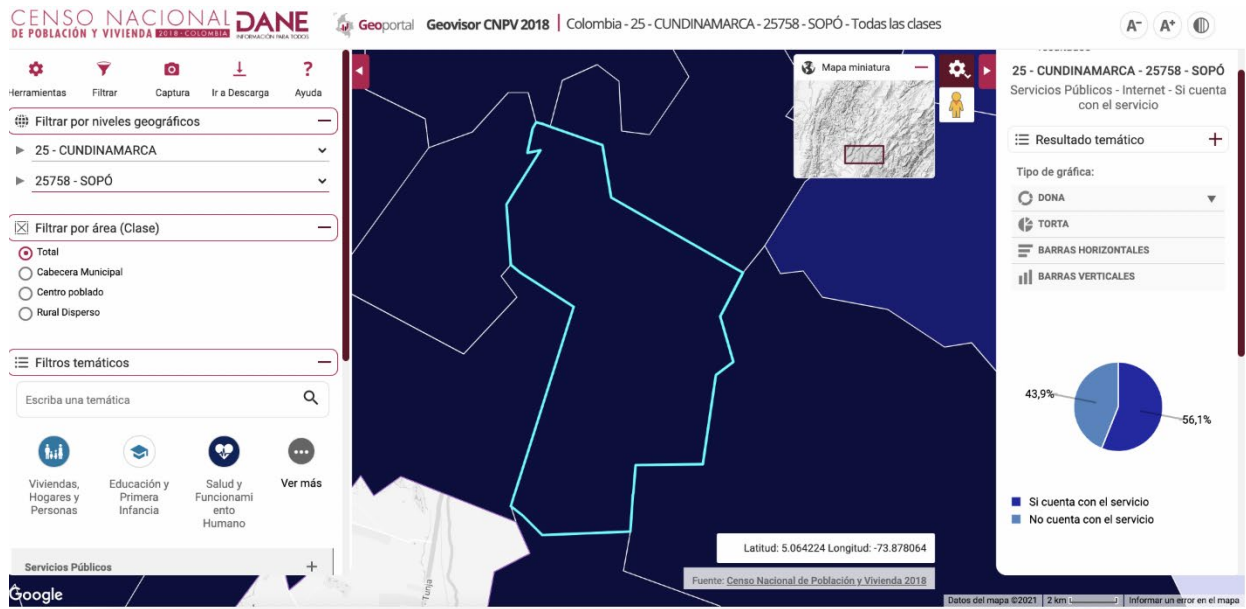 CENSO NACIONAL
DE POBLACIÓN Y VIVIENDA 2018-COLOMBIA
DANE
INFORMACIÓN PARA TODOS
Geoportal
Geovisor CNPV 2018 | Colombia - 25 - CUNDINAMARCA - 25758 - SOPÓ - Todas las clases
A- A+
Herramientas
Filtrar
Captura
Ir a Descarga
? Ayuda
Filtrar por niveles geográficos
25 - CUNDINAMARCA
25758 - SOPÓ
Filtrar por área (Clase)
Total
Cabecera Municipal
Centro poblado
Rural Disperso
Filtros temáticos
Escriba una temática
Viviendas,
Hogares y
Personas
Educación y
Primera
Infancia
Salud y
Funcionami
ento
Humano
Ver más
Servicios Públicos +
Google
Tunja
Mapa miniatura
Latitud: 5.064224 Longitud: -73.878064
Fuente: Censo Nacional de Población y Vivienda 2018
Datos del mapa ©2021
2 km
Informar un error en el mapa
resultados
25 - CUNDINAMARCA - 25758 - SOPÓ
Servicios Públicos - Internet - Si cuenta
con el servicio
Resultado temático +
Tipo de gráfica:
DONA
TORTA
BARRAS HORIZONTALES
BARRAS VERTICALES
43,9%
56,1%
Si cuenta con el servicio
No cuenta con el servicio